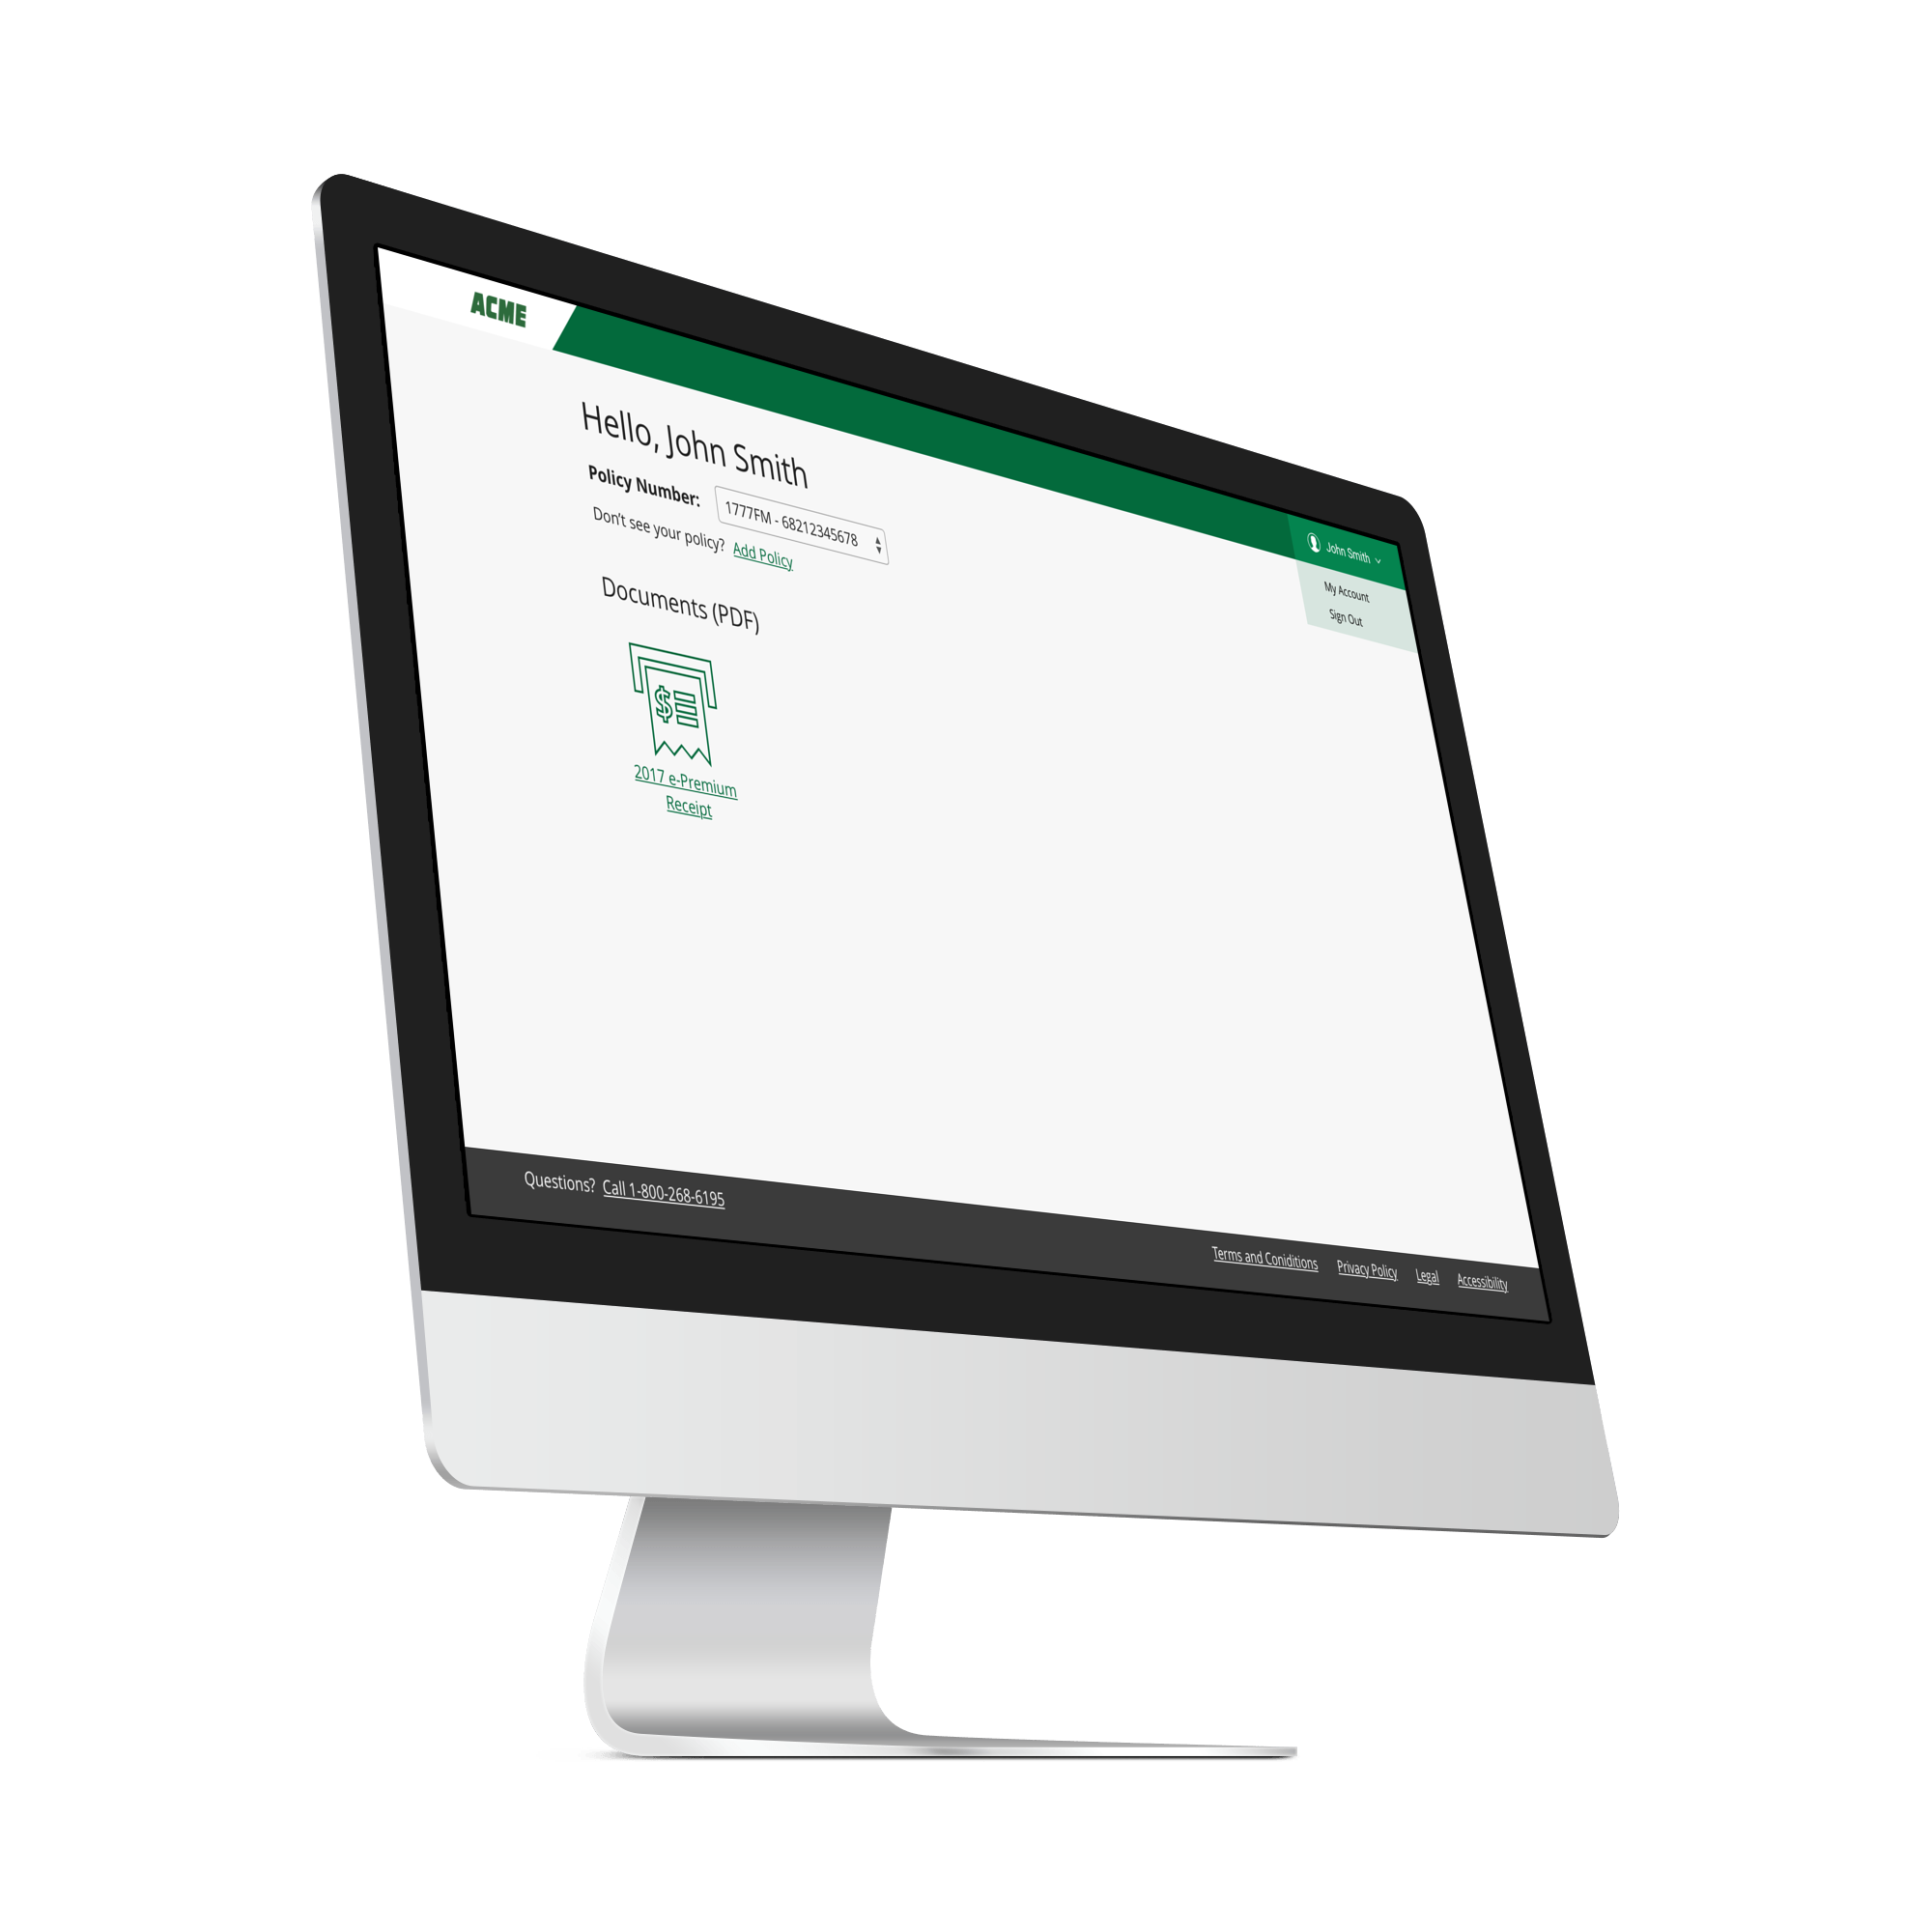 ACME
John Smith
My Account
Sign Out
Hello, John Smith
Policy Number: 1777FM - 68212345678
Don't see your policy? Add Policy
Documents (PDF)
$
2017 e-Premium
Receipt
Questions? Call 1-800-268-6195
Terms and Coniditions Privacy Policy Legal Accessibility